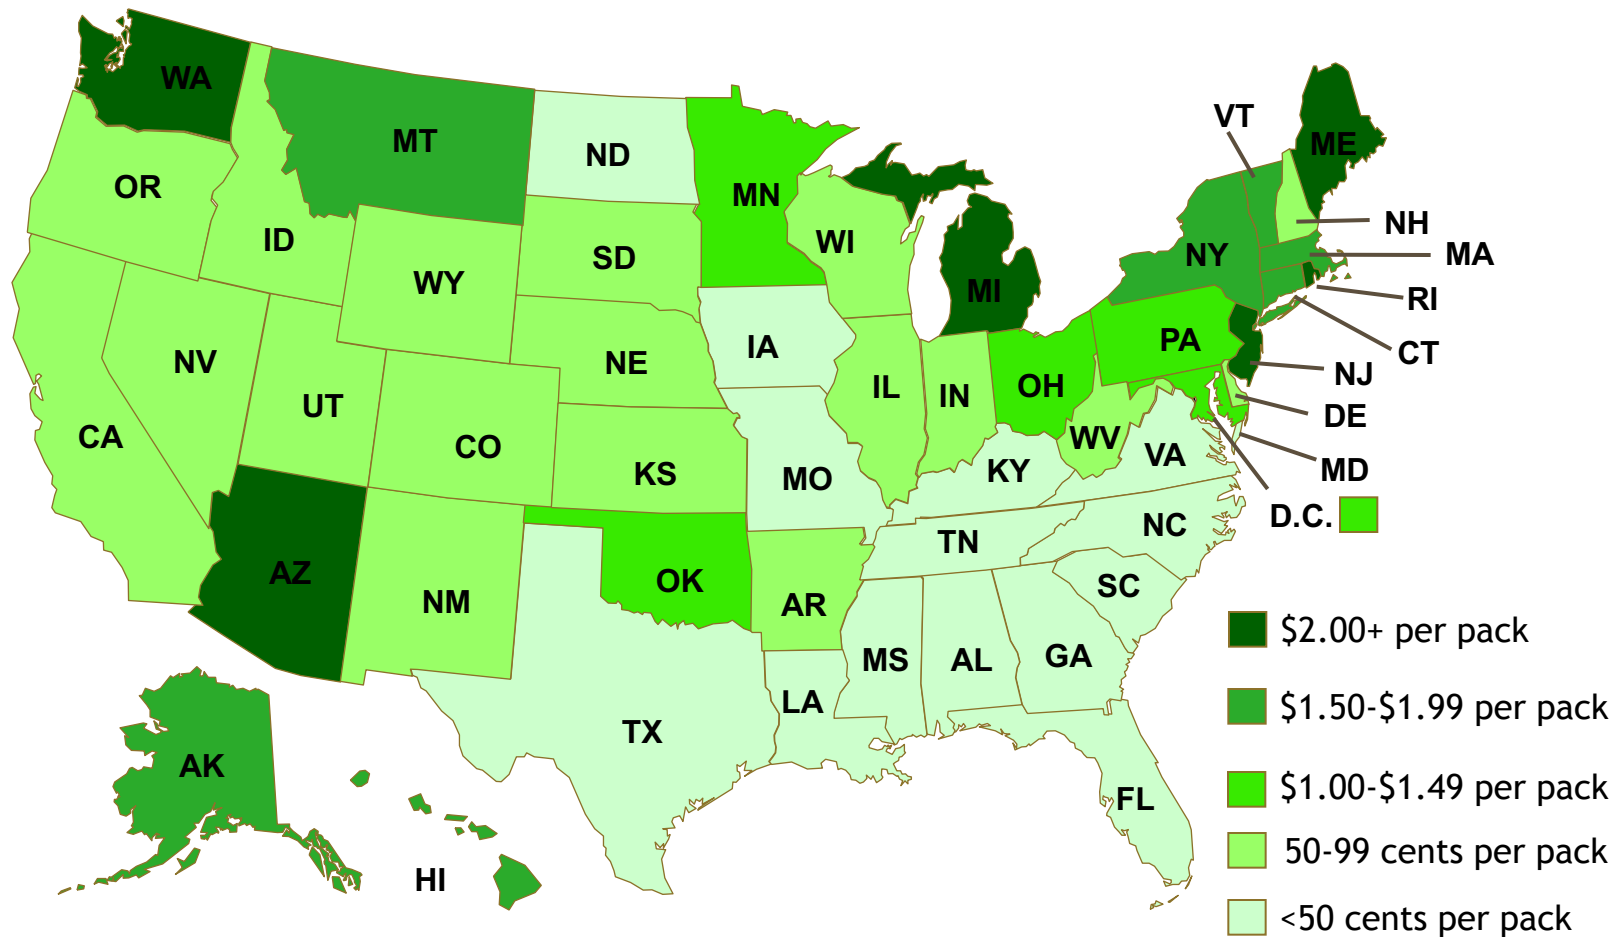 WA
MT
ND
MN
VT
ME
OR
ID
WY
SD
WI
MI
NY
NH
MA
RI
CT
NJ
DE
MD
D.C.
NV
UT
CO
NE
IA
IL
IN
OH
PA
CA
KS
MO
KY
WV
VA
AZ
NM
OK
AR
TN
NC
SC
TX
LA
MS
AL
GA
FL
AK
HI
$2.00+ per pack
$1.50-$1.99 per pack
$1.00-$1.49 per pack
50-99 cents per pack
<50 cents per pack